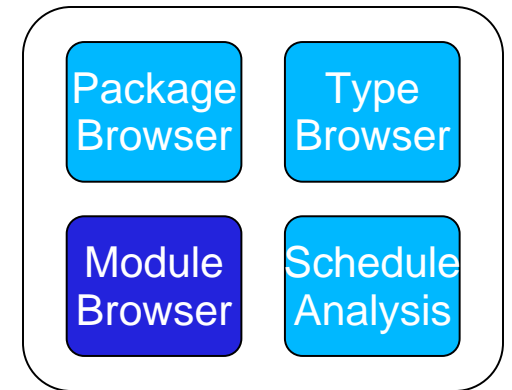 Package
Browser
Type
Browser
Module
Browser
Schedule
Analysis